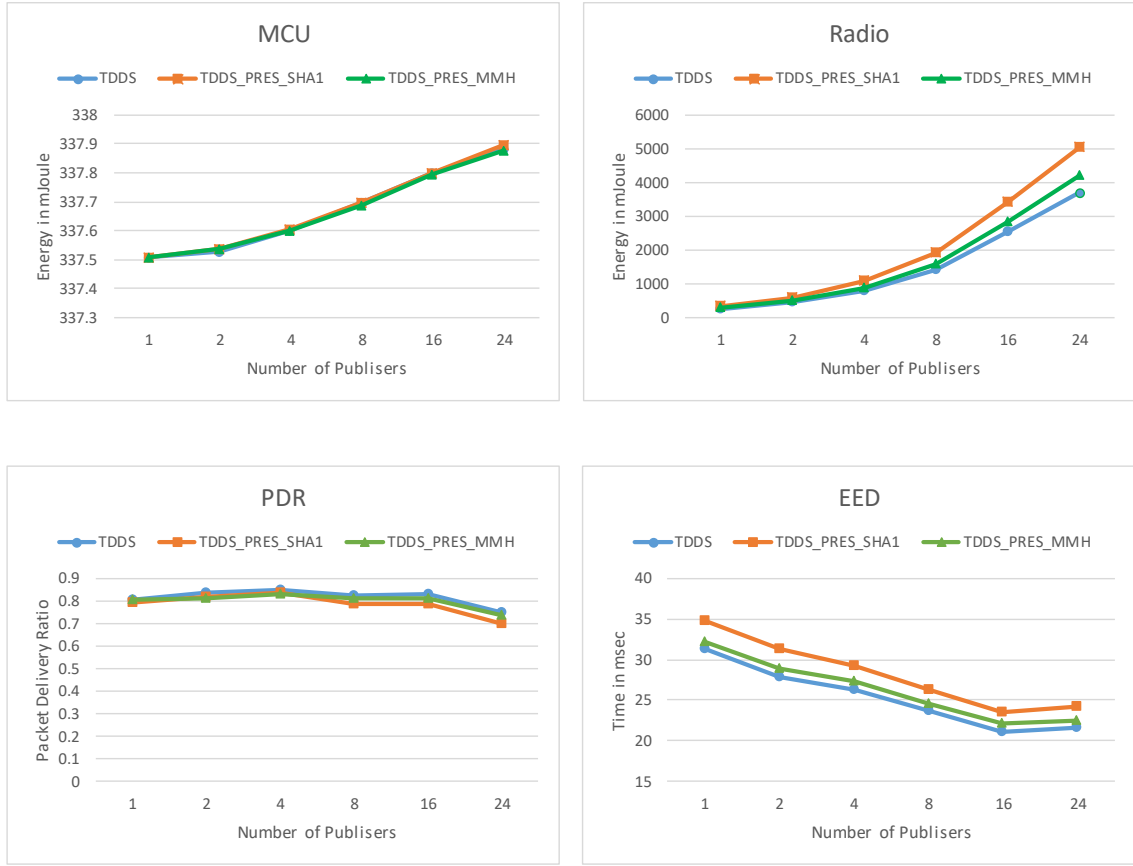 MCU
TDDS TDDS_PRES_SHA1 TDDS_PRES_MMH
338
337.9
337.8
337.7
337.6
337.5
337.4
337.3
Energy in mJoule
1 2 4 8 16 24
Number of Publisers
Radio
TDDS TDDS_PRES_SHA1 TDDS_PRES_MMH
6000
5000
4000
3000
2000
1000
0
Energy in mJoule
1 2 4 8 16 24
Number of Publisers
PDR
TDDS TDDS_PRES_SHA1 TDDS_PRES_MMH
0.9
0.8
0.7
0.6
0.5
0.4
0.3
0.2
0.1
0
Packet Delivery Ratio
1 2 4 8 16 24
Number of Publisers
EED
TDDS TDDS_PRES_SHA1 TDDS_PRES_MMH
40
35
30
25
20
15
Time in msec
1 2 4 8 16 24
Number of Publisers